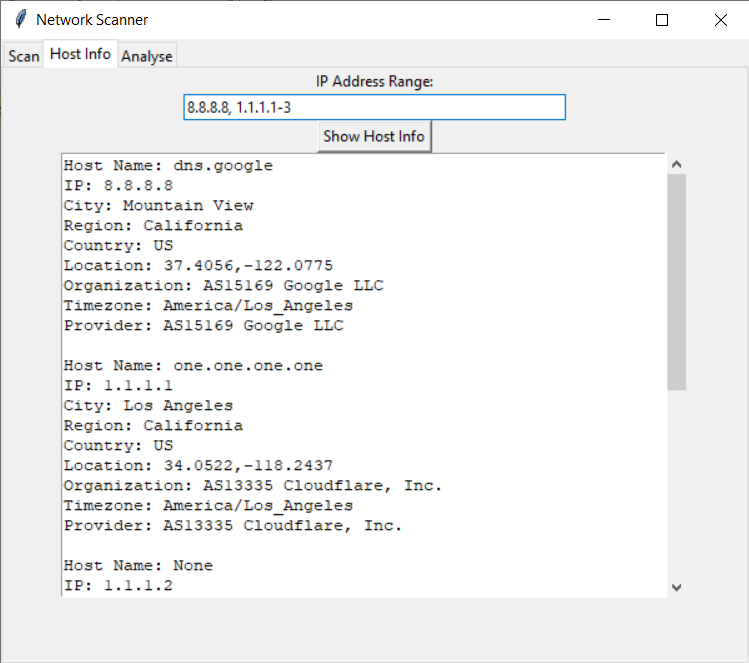 Network Scanner
Scan Host Info Analyse
IP Address Range:
8.8.8.8, 1.1.1.1-3
Show Host Info
Host Name: dns.google
IP: 8.8.8.8
City: Mountain View
Region: California
Country: US
Location: 37.4056,-122.0775
Organization: AS15169 Google LLC
Timezone: America/Los_Angeles
Provider: AS15169 Google LLC
Host Name: one.one.one.one
IP: 1.1.1.1
City: Los Angeles
Region: California
Country: US
Location: 34.0522,-118.2437
Organization: AS13335 Cloudflare, Inc.
Timezone: America/Los_Angeles
Provider: AS13335 Cloudflare, Inc.
Host Name: None
IP: 1.1.1.2